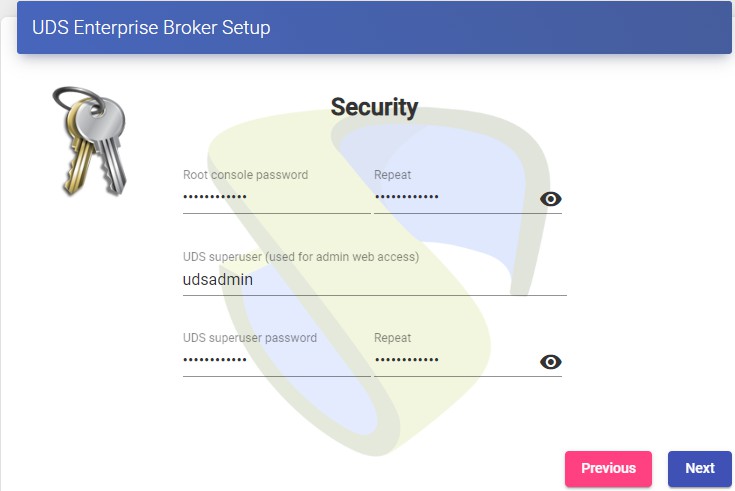 UDS Enterprise Broker Setup
Security
Root console password Repeat
•••••••••••• ••••••••••••
UDS superuser (used for admin web access)
udsadmin
UDS superuser password Repeat
•••••••••••• ••••••••••••
Previous Next